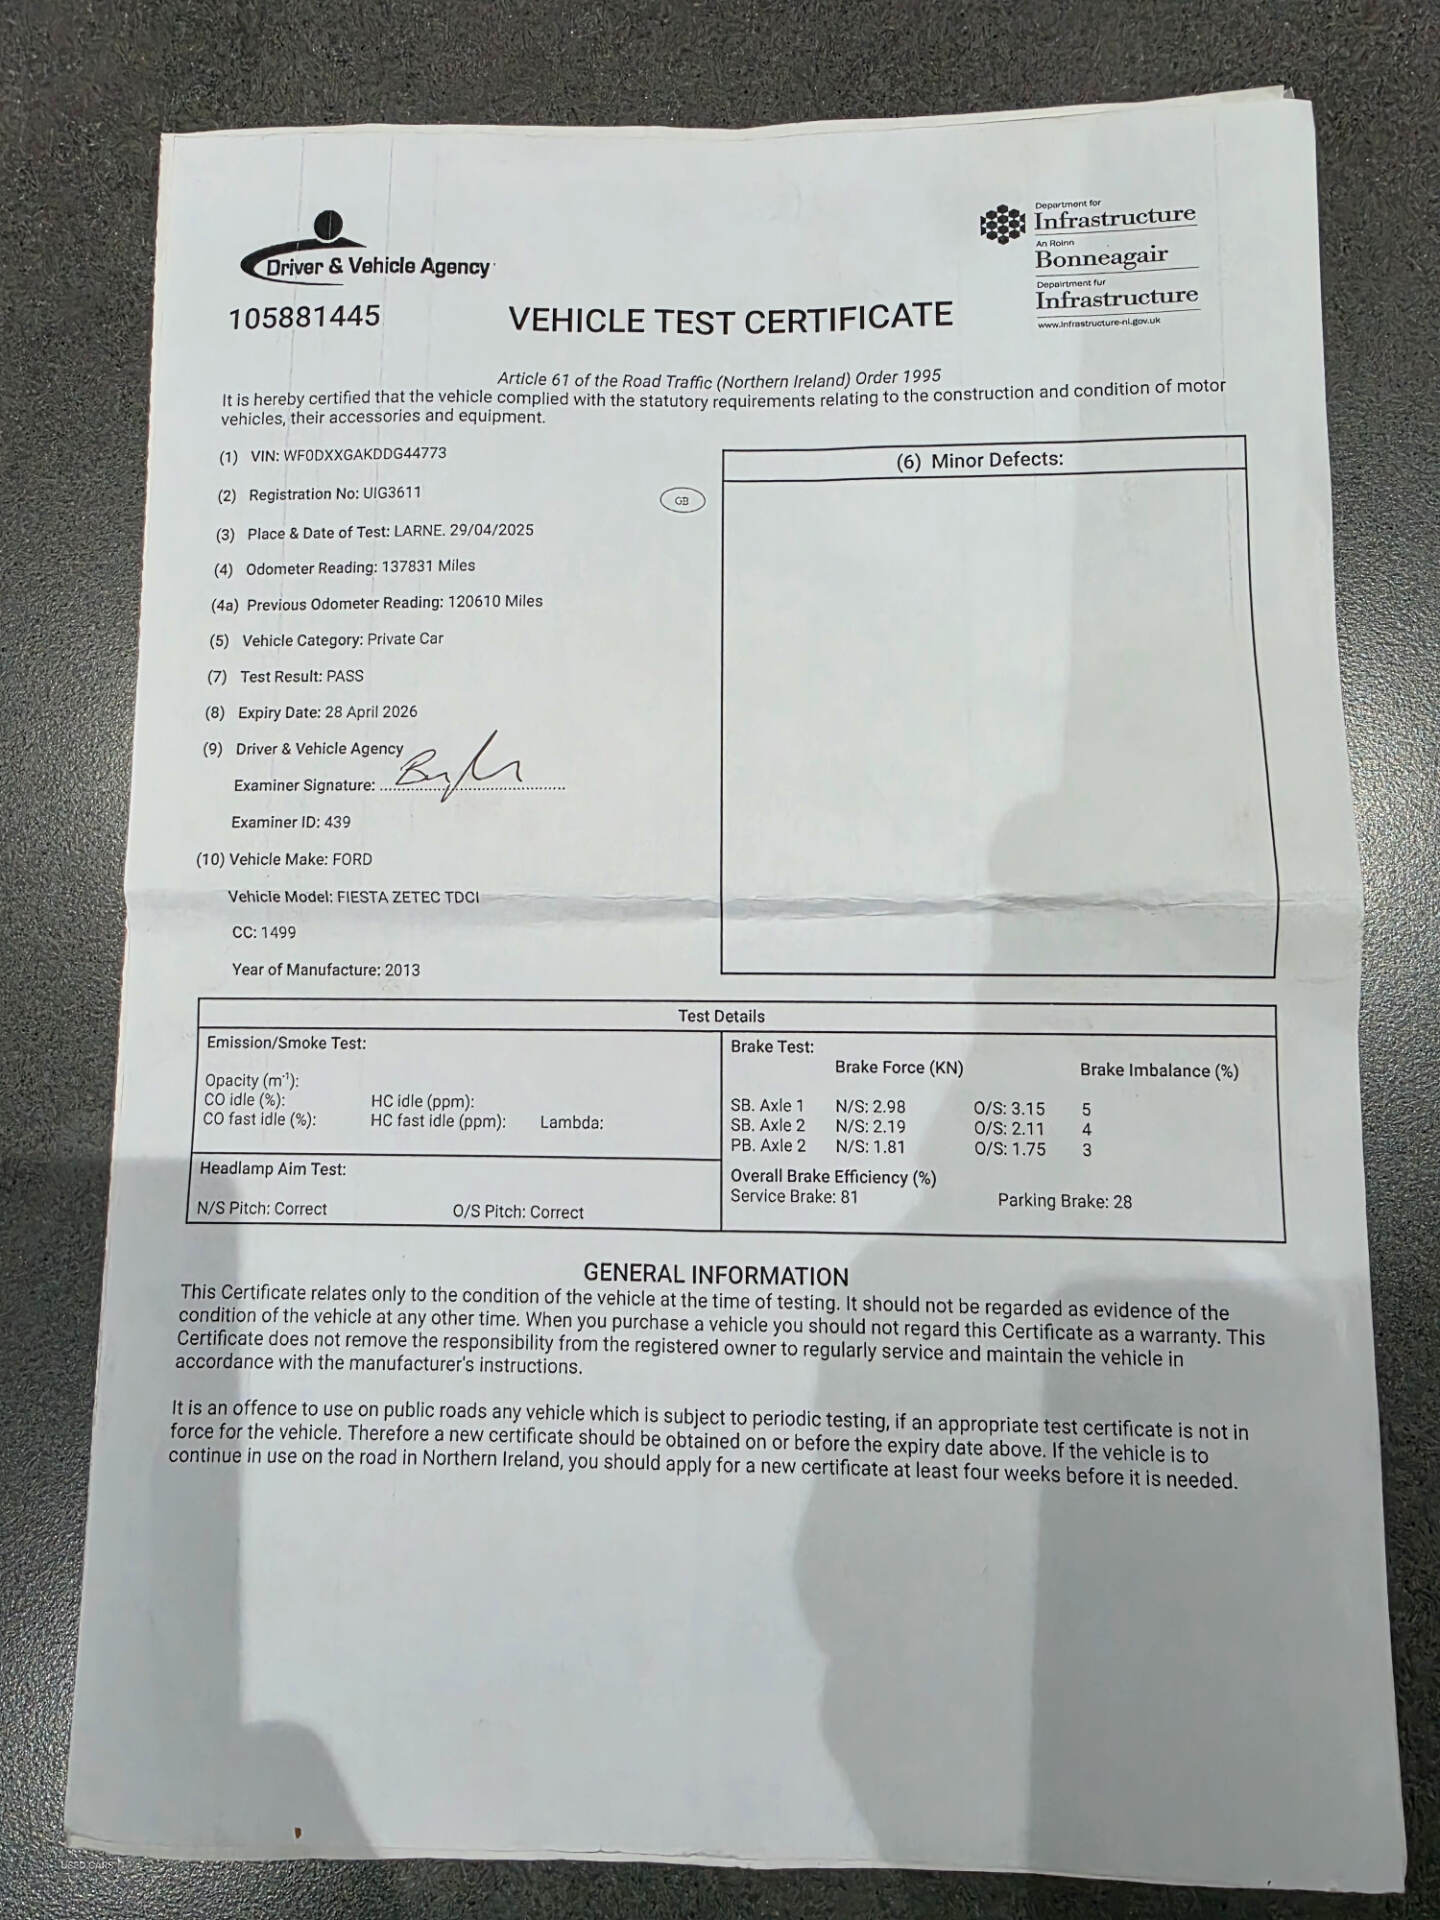 Driver & Vehicle Agency
Department for
Infrastructure
An Roinn
Bonneagair
Depairtment fur
Infrastructure
www.infrastructure-ni.gov.uk
105881445
VEHICLE TEST CERTIFICATE
Article 61 of the Road Traffic (Northern Ireland) Order 1995
It is hereby certified that the vehicle complied with the statutory requirements relating to the construction and condition of motor
vehicles, their accessories and equipment.
(1) VIN: WF0DXXGAKDDG44773
(2) Registration No: UIG3611
GB
(3) Place & Date of Test: LARNE. 29/04/2025
(4) Odometer Reading: 137831 Miles
(4a) Previous Odometer Reading: 120610 Miles
(5) Vehicle Category: Private Car
(7) Test Result: PASS
(8) Expiry Date: 28 April 2026
(9) Driver & Vehicle Agency
Examiner Signature:
Examiner ID: 439
(10) Vehicle Make: FORD
Vehicle Model: FIESTA ZETEC TDCI
CC: 1499
Year of Manufacture: 2013
(6) Minor Defects:
Test Details
Emission/Smoke Test:
Opacity (m⁻¹):
CO idle (%): HC idle (ppm):
CO fast idle (%): HC fast idle (ppm): Lambda:
Headlamp Aim Test:
N/S Pitch: Correct O/S Pitch: Correct
Brake Test:
Brake Force (KN) Brake Imbalance (%)
SB. Axle 1 N/S: 2.98 O/S: 3.15 5
SB. Axle 2 N/S: 2.19 O/S: 2.11 4
PB. Axle 2 N/S: 1.81 O/S: 1.75 3
Overall Brake Efficiency (%)
Service Brake: 81 Parking Brake: 28
GENERAL INFORMATION
This Certificate relates only to the condition of the vehicle at the time of testing. It should not be regarded as evidence of the
condition of the vehicle at any other time. When you purchase a vehicle you should not regard this Certificate as a warranty. This
Certificate does not remove the responsibility from the registered owner to regularly service and maintain the vehicle in
accordance with the manufacturer's instructions.
It is an offence to use on public roads any vehicle which is subject to periodic testing, if an appropriate test certificate is not in
force for the vehicle. Therefore a new certificate should be obtained on or before the expiry date above. If the vehicle is to
continue in use on the road in Northern Ireland, you should apply for a new certificate at least four weeks before it is needed.
USED CARS